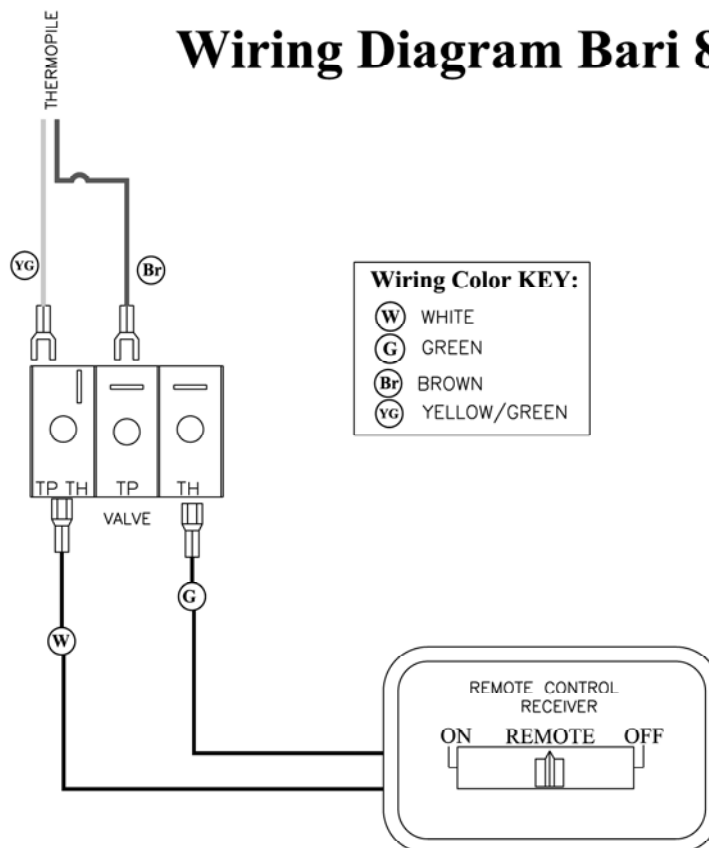 Wiring Diagram Bari 8
THERMOPILE
YG
Br
Wiring Color KEY:
W WHITE
G GREEN
Br BROWN
YG YELLOW/GREEN
TP TH TP TH
VALVE
G
W
REMOTE CONTROL
RECEIVER
ON REMOTE OFF